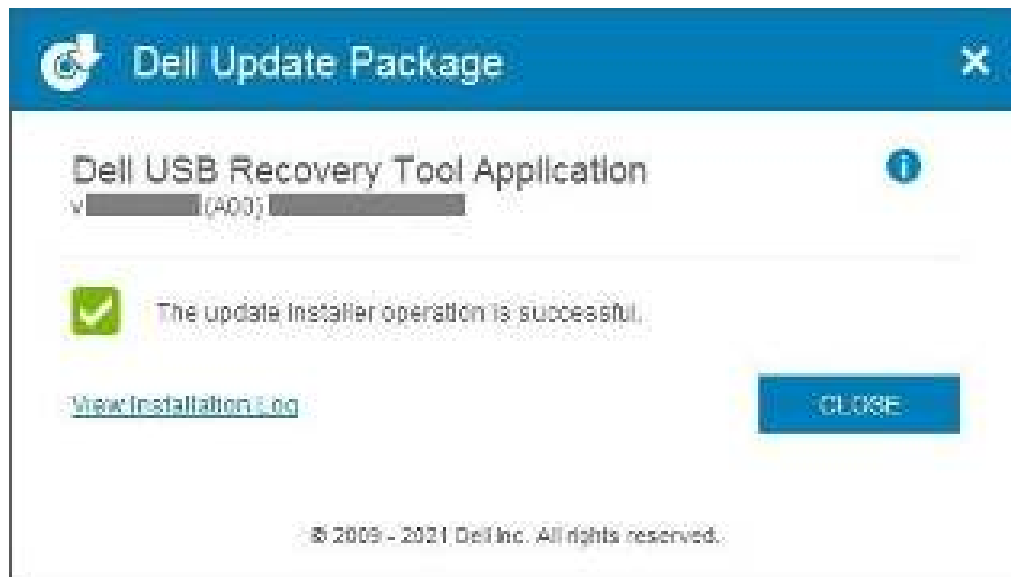 Dell Update Package
Dell USB Recovery Tool Application
v (A00)
The update installer operation is successful.
View Installation Log
CLOSE
© 2009 - 2021 Dell Inc. All rights reserved.